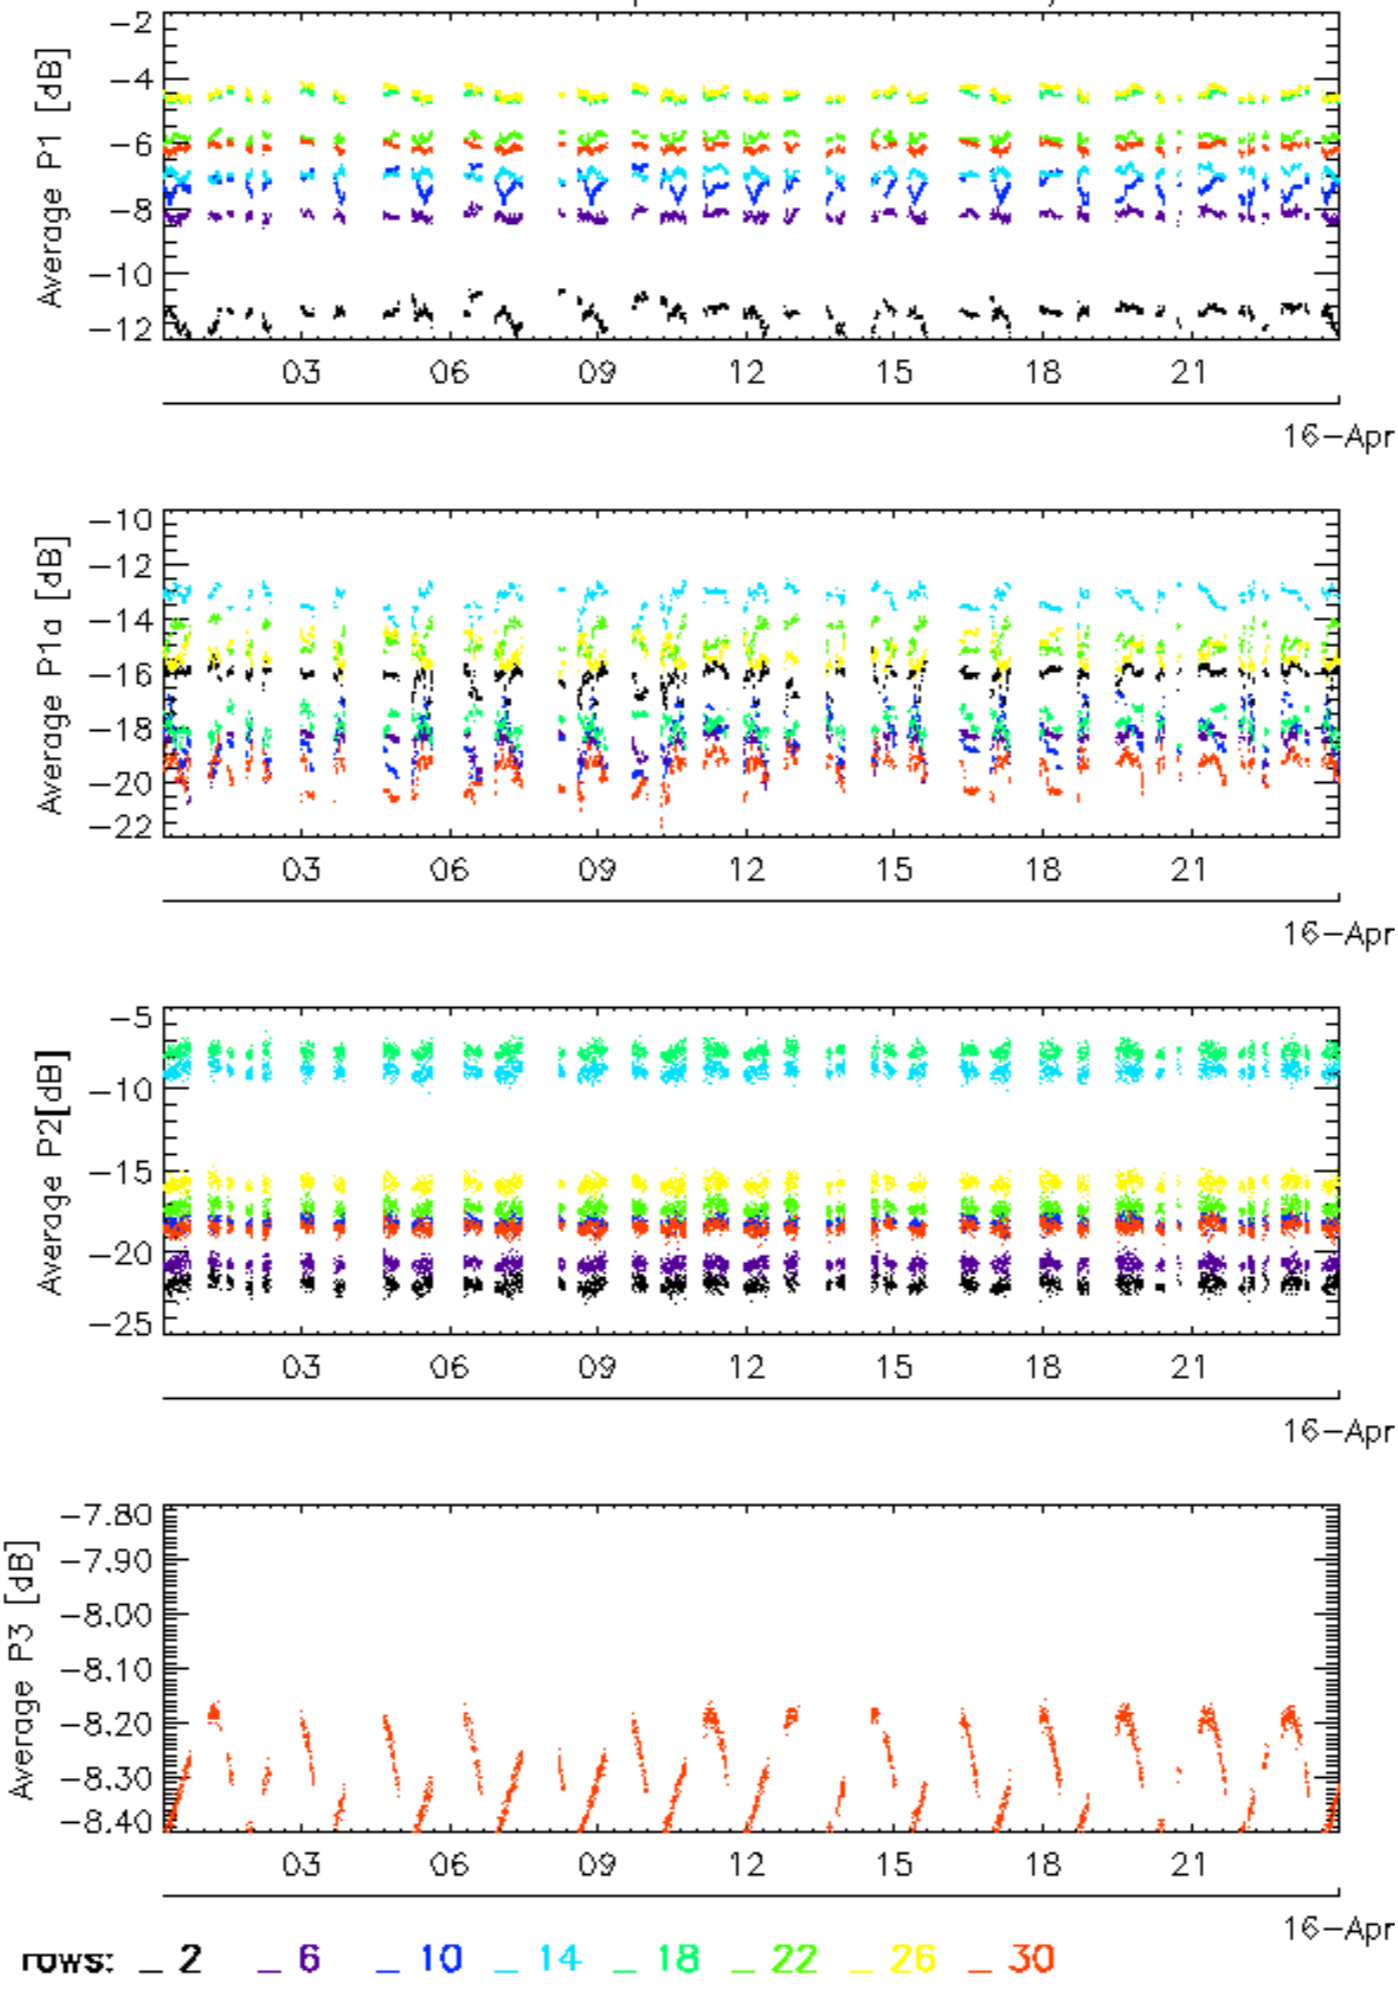 Average P1 [dB]
−2
−4
−6
−8
−10
−12
03 06 09 12 15 18 21
16−Apr
Average P1a [dB]
−10
−12
−14
−16
−18
−20
−22
03 06 09 12 15 18 21
16−Apr
Average P2[dB]
−5
−10
−15
−20
−25
03 06 09 12 15 18 21
16−Apr
Average P3 [dB]
−7.80
−7.90
−8.00
−8.10
−8.20
−8.30
−8.40
03 06 09 12 15 18 21
16−Apr
rows: _ 2 _ 6 _ 10 _ 14 _ 18 _ 22 _ 26 _ 30